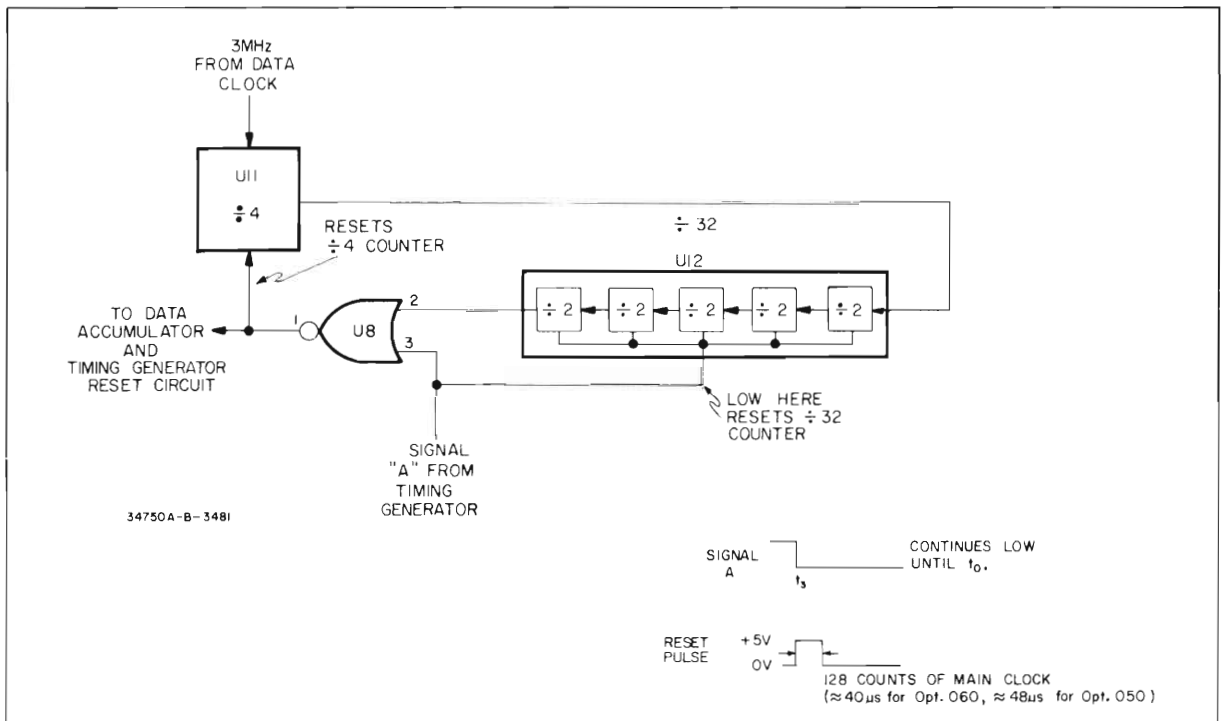 3MHz
FROM DATA
CLOCK
U11
÷ 4
RESETS
÷4 COUNTER
÷ 32
U12
÷ 2
÷ 2
÷ 2
÷ 2
÷ 2
TO DATA
ACCUMULATOR
AND
TIMING GENERATOR
RESET CIRCUIT
1
U8
2
3
LOW HERE
RESETS ÷ 32
COUNTER
SIGNAL
"A" FROM
TIMING
GENERATOR
34750A-B-3481
SIGNAL
A
t3
CONTINUES LOW
UNTIL to.
RESET
PULSE
+5V
0V
128 COUNTS OF MAIN CLOCK
(≈40µs for Opt. 060, ≈48µs for Opt. 050)